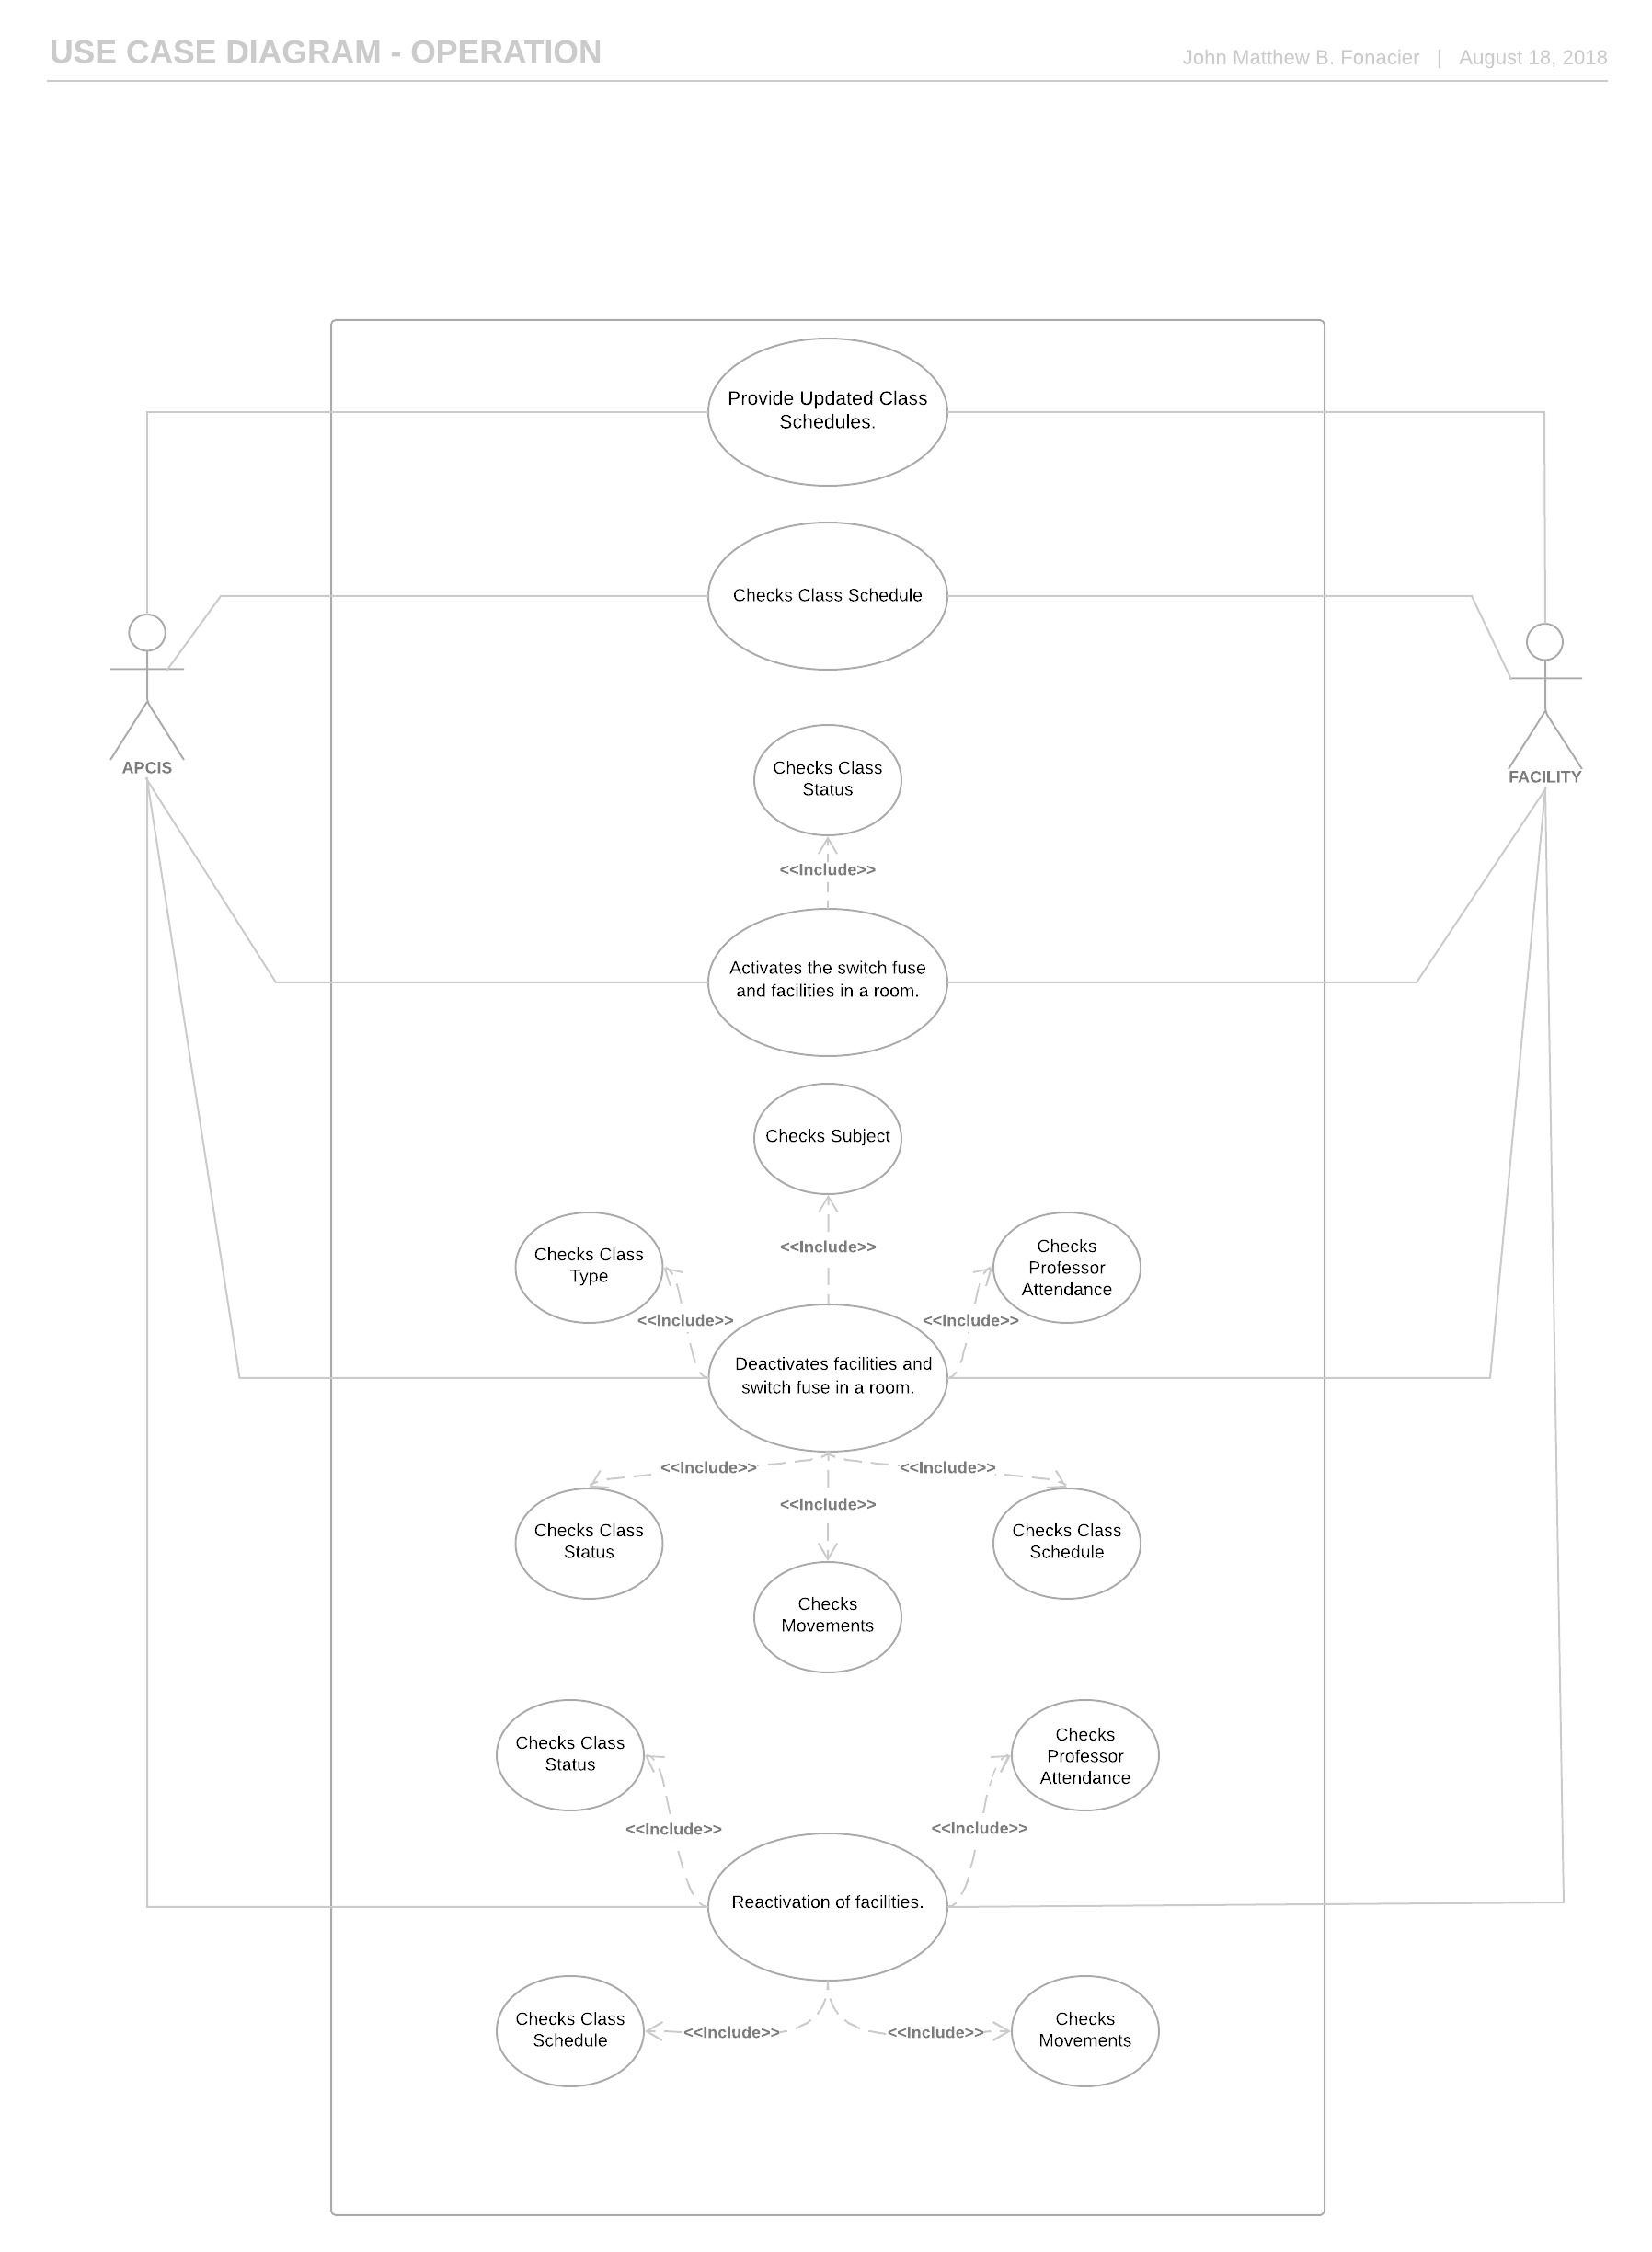 USE CASE DIAGRAM - OPERATION
John Matthew B. Fonacier | August 18, 2018
Provide Updated Class
Schedules.
Checks Class Schedule
APCIS
FACILITY
Checks Class
Status
<<Include>>
Activates the switch fuse
and facilities in a room.
Checks Subject
<<Include>>
Checks Class
Type
Checks
Professor
Attendance
<<Include>>
<<Include>>
Deactivates facilities and
switch fuse in a room.
<<Include>>
<<Include>>
<<Include>>
Checks Class
Status
Checks Class
Schedule
Checks
Movements
Checks Class
Status
Checks
Professor
Attendance
<<Include>>
<<Include>>
Reactivation of facilities.
Checks Class
Schedule
<<Include>>
<<Include>>
Checks
Movements